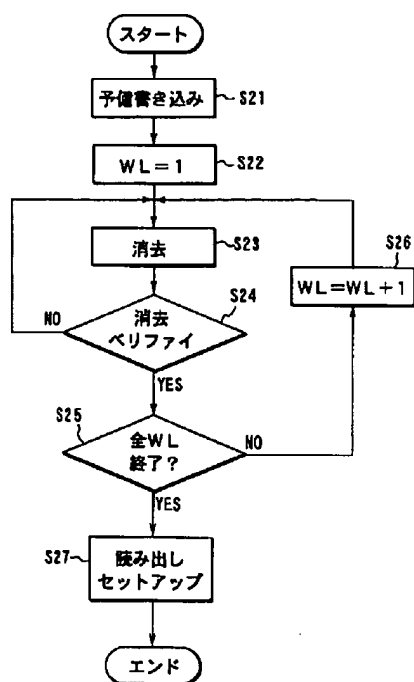 スタート
予備書き込み
S21
WL=1
S22
消去
S23
S26
WL=WL+1
S24
消去
ベリファイ
NO
YES
S25
全WL
終了?
NO
YES
S27
読み出し
セットアップ
エンド